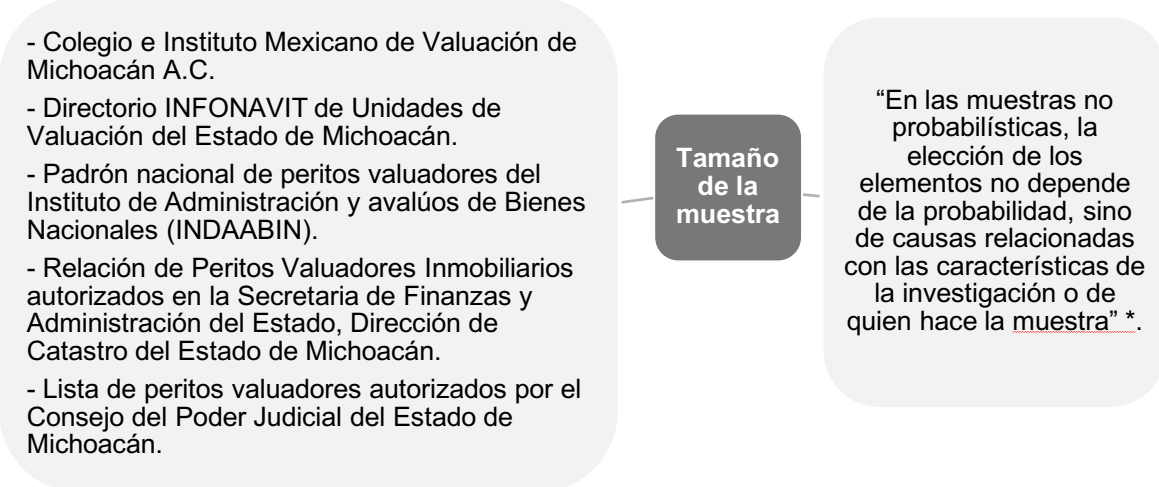 - Colegio e Instituto Mexicano de Valuación de
Michoacán A.C.
- Directorio INFONAVIT de Unidades de
Valuación del Estado de Michoacán.
- Padrón nacional de peritos valuadores del
Instituto de Administración y avalúos de Bienes
Nacionales (INDAABIN).
- Relación de Peritos Valuadores Inmobiliarios
autorizados en la Secretaria de Finanzas y
Administración del Estado, Dirección de
Catastro del Estado de Michoacán.
- Lista de peritos valuadores autorizados por el
Consejo del Poder Judicial del Estado de
Michoacán.
Tamaño
de la
muestra
“En las muestras no
probabilísticas, la
elección de los
elementos no depende
de la probabilidad, sino
de causas relacionadas
con las características de
la investigación o de
quien hace la muestra” *.